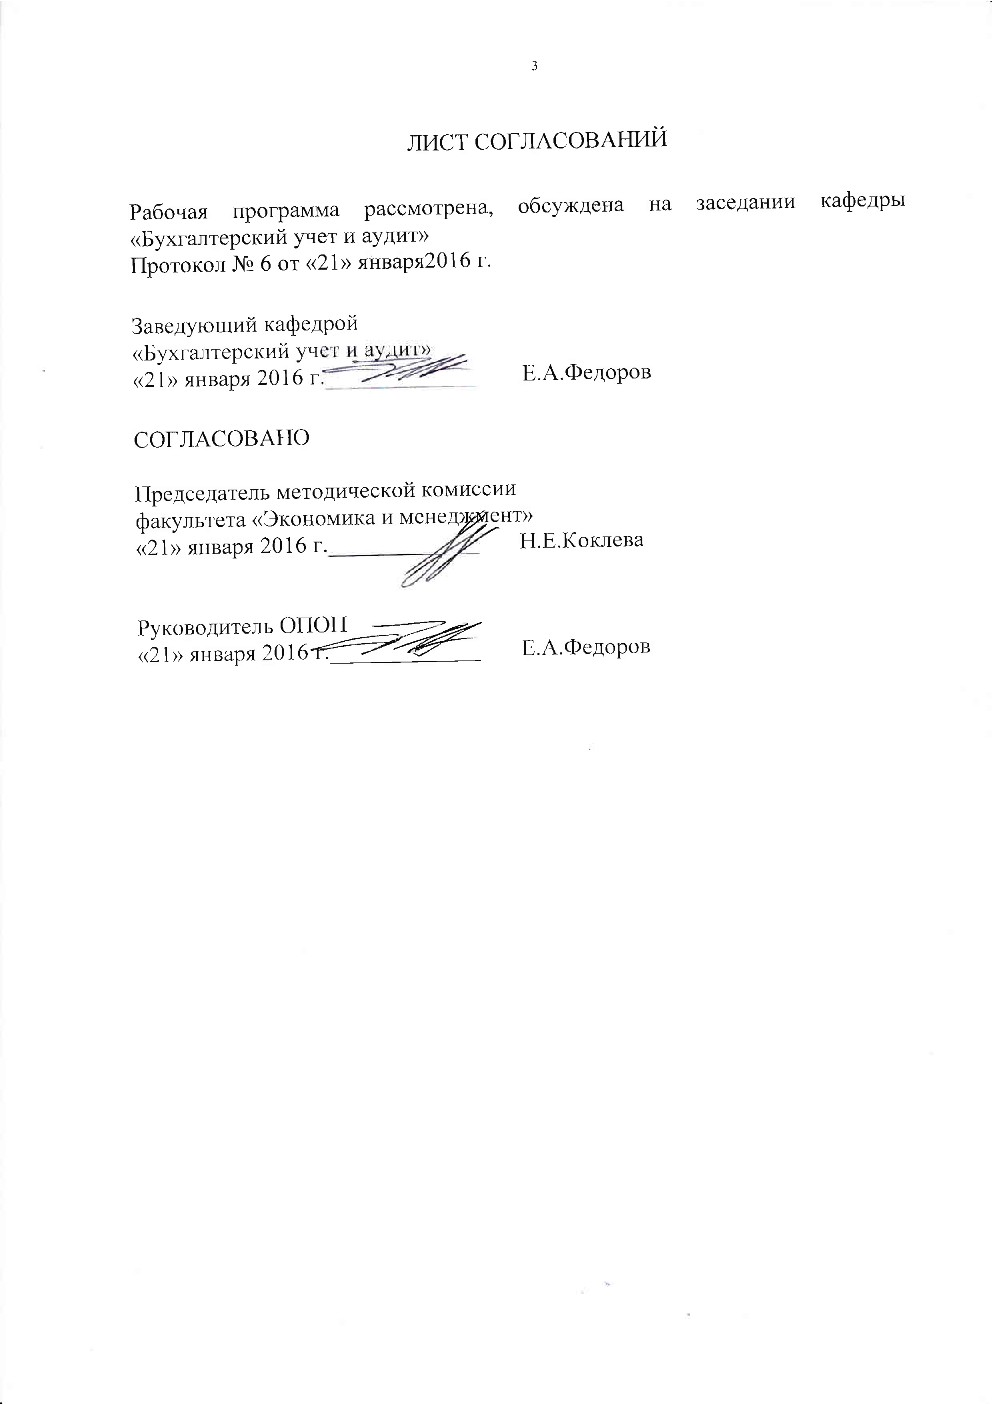 3
ЛИСТ СОГЛАСОВАНИЙ
Рабочая программа рассмотрена, обсуждена на заседании кафедры
«Бухгалтерский учет и аудит»
Протокол № 6 от «21» января2016 г.
Заведующий кафедрой
«Бухгалтерский учет и аудит»
«21» января 2016 г. Е.А.Федоров
СОГЛАСОВАНО
Председатель методической комиссии
факультета «Экономика и менеджмент»
«21» января 2016 г. Н.Е.Коклева
Руководитель ОПОП
«21» января 2016 г. Е.А.Федоров